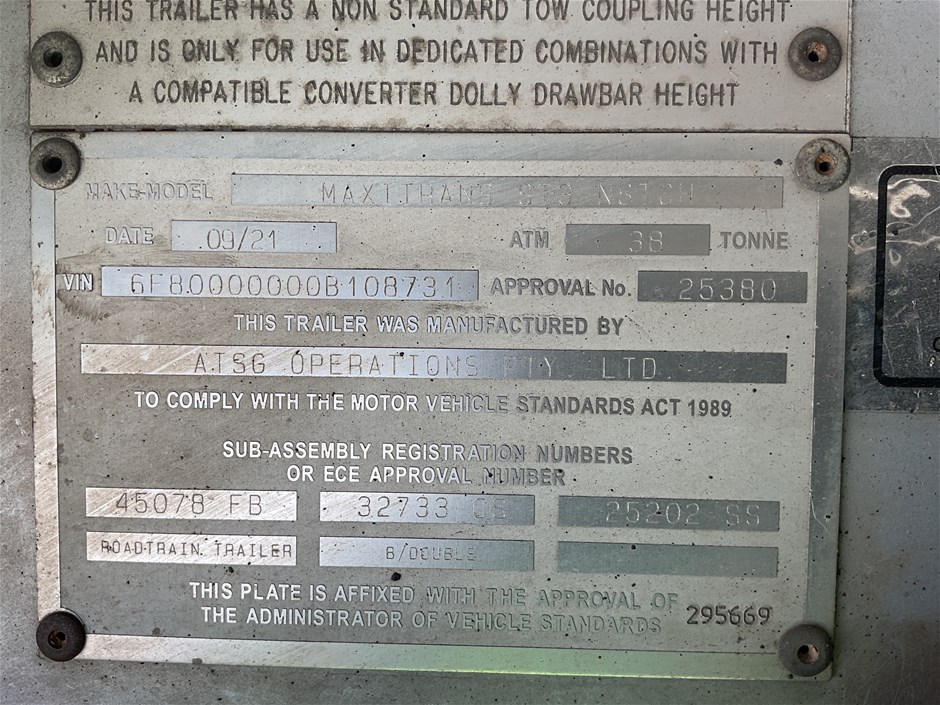 THIS TRAILER HAS A NON STANDARD TOW COUPLING HEIGHT
AND IS ONLY FOR USE IN DEDICATED COMBINATIONS WITH
A COMPATIBLE CONVERTER DOLLY DRAWBAR HEIGHT
MAKE-MODEL MAXITRANS
DATE 09/21 ATM 38 TONNE
VIN 6F80000000B108731 APPROVAL No. 25380
THIS TRAILER WAS MANUFACTURED BY
ATSG OPERATIONS PTY LTD
TO COMPLY WITH THE MOTOR VEHICLE STANDARDS ACT 1989
SUB-ASSEMBLY REGISTRATION NUMBERS
OR ECE APPROVAL NUMBER
45078 FB 32733 25202 SS
ROADTRAIN TRAILER B/DOUBLE
THIS PLATE IS AFFIXED WITH THE APPROVAL OF
THE ADMINISTRATOR OF VEHICLE STANDARDS 295669